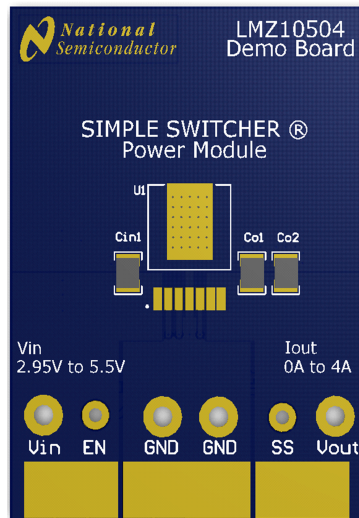 National
Semiconductor
LMZ10504
Demo Board
SIMPLE SWITCHER ®
Power Module
U1
Cin1
Co1
Co2
Vin
2.95V to 5.5V
Iout
0A to 4A
Vin
EN
GND
GND
SS
Vout